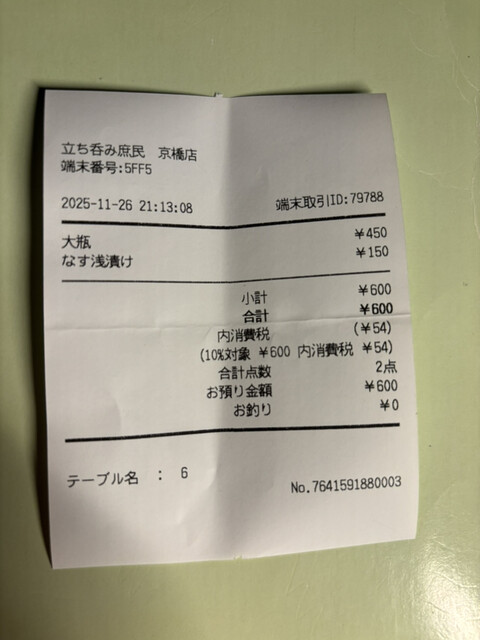 立ち呑み庶民 京橋店
端末番号:5FF5
2025-11-26 21:13:08 端末取引ID:79788
大瓶 ¥450
なす浅漬け ¥150
小計 ¥600
合計 ¥600
内消費税 (¥54)
(10%対象 ¥600 内消費税 ¥54)
合計点数 2点
お預り金額 ¥600
お釣り ¥0
テーブル名 : 6
No.7641591880003